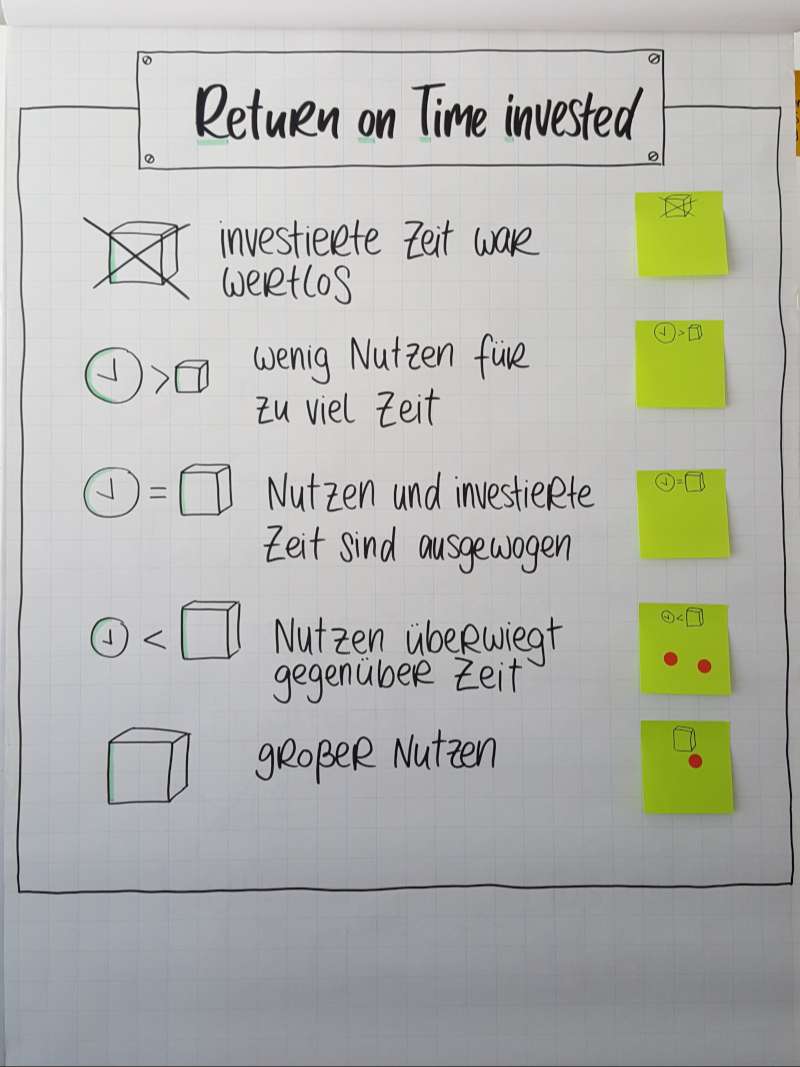 Return on Time invested
investierte Zeit war
wertlos
> wenig Nutzen für
zu viel Zeit
= Nutzen und investierte
Zeit sind ausgewogen
< Nutzen überwiegt
gegenüber Zeit
großer Nutzen
>
=
<